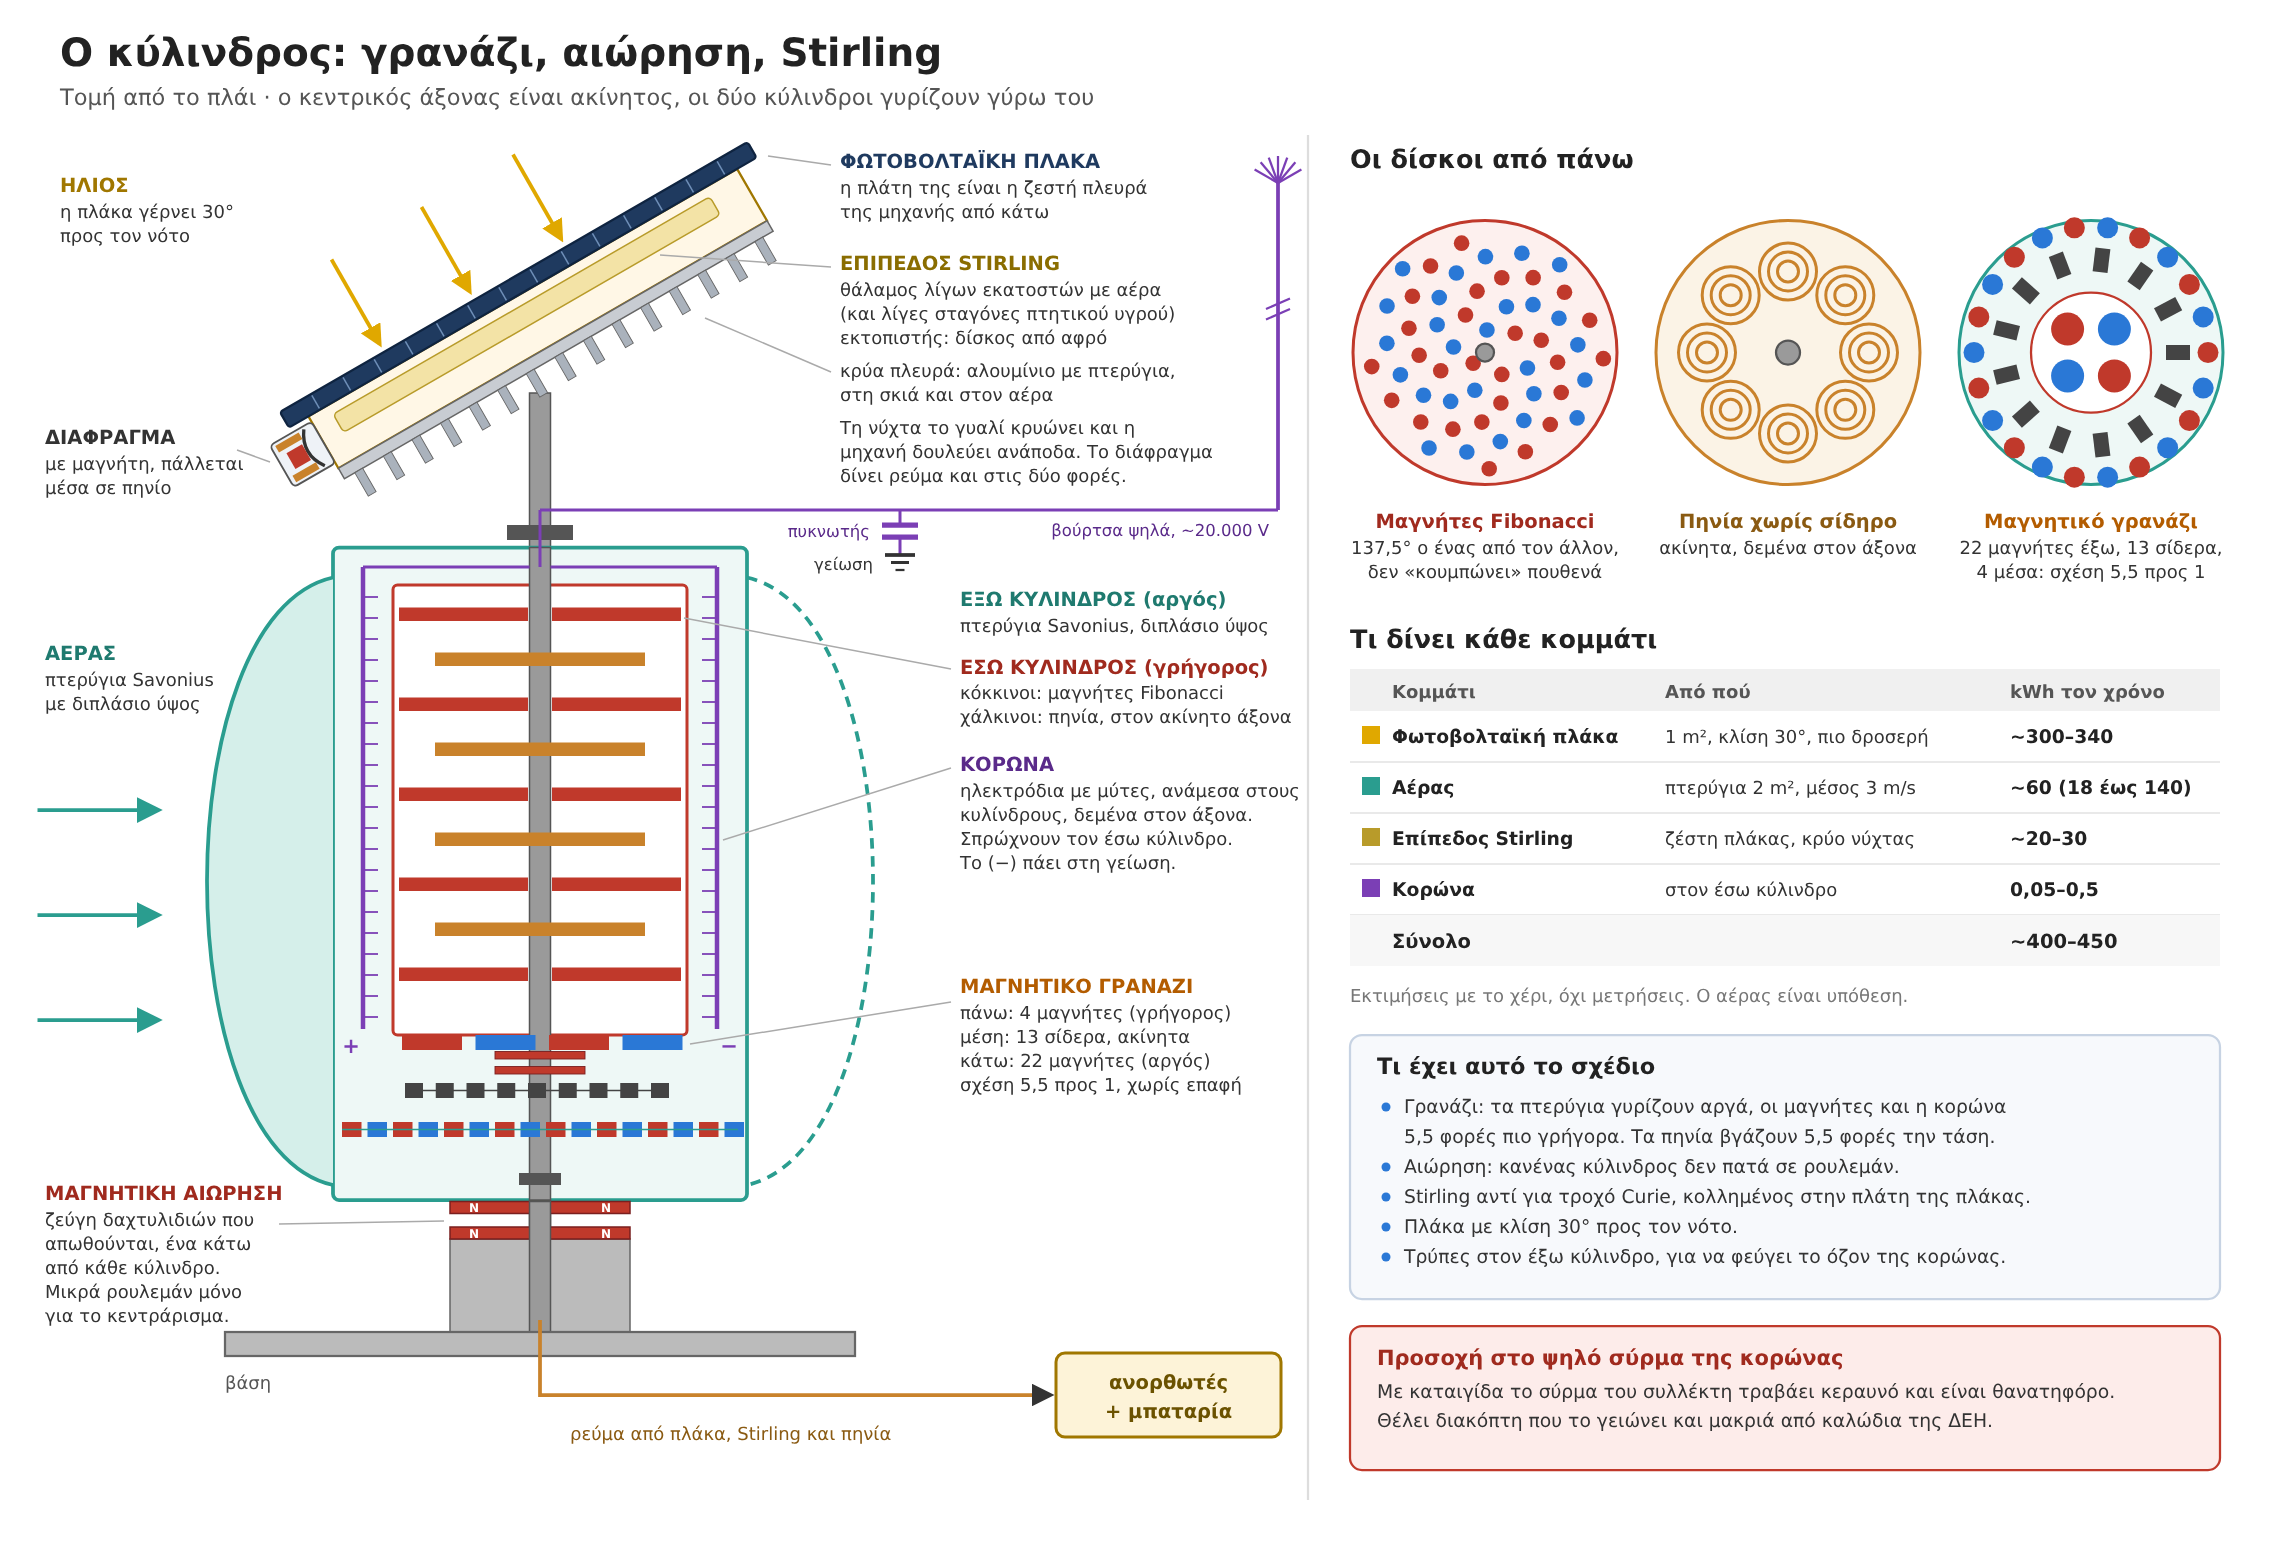 Ο κύλινδρος: γρανάζι, αιώρηση, Stirling
Τομή από το πλάι · ο κεντρικός άξονας είναι ακίνητος, οι δύο κύλινδροι γυρίζουν γύρω του
ΗΛΙΟΣ
η πλάκα γέρνει 30°
προς τον νότο
ΦΩΤΟΒΟΛΤΑΪΚΗ ΠΛΑΚΑ
η πλάτη της είναι η ζεστή πλευρά
της μηχανής από κάτω
ΕΠΙΠΕΔΟΣ STIRLING
θάλαμος λίγων εκατοστών με αέρα
(και λίγες σταγόνες πτητικού υγρού)
εκτοπιστής: δίσκος από αφρό
κρύα πλευρά: αλουμίνιο με πτερύγια,
στη σκιά και στον αέρα
Τη νύχτα το γυαλί κρυώνει και η
μηχανή δουλεύει ανάποδα. Το διάφραγμα
δίνει ρεύμα και στις δύο φορές.
ΔΙΑΦΡΑΓΜΑ
με μαγνήτη, πάλλεται
μέσα σε πηνίο
πυκνωτής
γείωση
βούρτσα ψηλά, ~20.000 V
ΑΕΡΑΣ
πτερύγια Savonius
με διπλάσιο ύψος
ΕΞΩ ΚΥΛΙΝΔΡΟΣ (αργός)
πτερύγια Savonius, διπλάσιο ύψος
ΕΣΩ ΚΥΛΙΝΔΡΟΣ (γρήγορος)
κόκκινοι: μαγνήτες Fibonacci
χάλκινοι: πηνία, στον ακίνητο άξονα
ΚΟΡΩΝΑ
ηλεκτρόδια με μύτες, ανάμεσα στους
κυλίνδρους, δεμένα στον άξονα.
Σπρώχνουν τον έσω κύλινδρο.
Το (−) πάει στη γείωση.
+
−
ΜΑΓΝΗΤΙΚΟ ΓΡΑΝΑΖΙ
πάνω: 4 μαγνήτες (γρήγορος)
μέση: 13 σίδερα, ακίνητα
κάτω: 22 μαγνήτες (αργός)
σχέση 5,5 προς 1, χωρίς επαφή
ΜΑΓΝΗΤΙΚΗ ΑΙΩΡΗΣΗ
ζεύγη δαχτυλιδιών που
απωθούνται, ένα κάτω
από κάθε κύλινδρο.
Μικρά ρουλεμάν μόνο
για το κεντράρισμα.
N N
N N
βάση
ανορθωτές
+ μπαταρία
ρεύμα από πλάκα, Stirling και πηνία
Οι δίσκοι από πάνω
Μαγνήτες Fibonacci
137,5° ο ένας από τον άλλον,
δεν «κουμπώνει» πουθενά
Πηνία χωρίς σίδηρο
ακίνητα, δεμένα στον άξονα
Μαγνητικό γρανάζι
22 μαγνήτες έξω, 13 σίδερα,
4 μέσα: σχέση 5,5 προς 1
Τι δίνει κάθε κομμάτι
Κομμάτι Από πού kWh τον χρόνο
Φωτοβολταϊκή πλάκα 1 m², κλίση 30°, πιο δροσερή ~300–340
Αέρας πτερύγια 2 m², μέσος 3 m/s ~60 (18 έως 140)
Επίπεδος Stirling ζέστη πλάκας, κρύο νύχτας ~20–30
Κορώνα στον έσω κύλινδρο 0,05–0,5
Σύνολο ~400–450
Εκτιμήσεις με το χέρι, όχι μετρήσεις. Ο αέρας είναι υπόθεση.
Τι έχει αυτό το σχέδιο
Γρανάζι: τα πτερύγια γυρίζουν αργά, οι μαγνήτες και η κορώνα
5,5 φορές πιο γρήγορα. Τα πηνία βγάζουν 5,5 φορές την τάση.
Αιώρηση: κανένας κύλινδρος δεν πατά σε ρουλεμάν.
Stirling αντί για τροχό Curie, κολλημένος στην πλάτη της πλάκας.
Πλάκα με κλίση 30° προς τον νότο.
Τρύπες στον έξω κύλινδρο, για να φεύγει το όζον της κορώνας.
Προσοχή στο ψηλό σύρμα της κορώνας
Με καταιγίδα το σύρμα του συλλέκτη τραβάει κεραυνό και είναι θανατηφόρο.
Θέλει διακόπτη που το γειώνει και μακριά από καλώδια της ΔΕΗ.